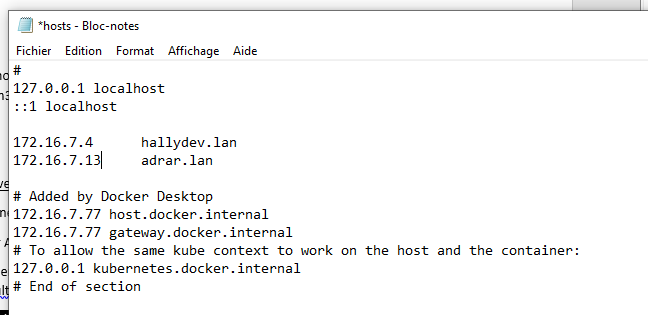 *hosts - Bloc-notes
Fichier Edition Format Affichage Aide
#
127.0.0.1 localhost
::1 localhost
172.16.7.4 hallydev.lan
172.16.7.13 adrar.lan
# Added by Docker Desktop
172.16.7.77 host.docker.internal
172.16.7.77 gateway.docker.internal
# To allow the same kube context to work on the host and the container:
127.0.0.1 kubernetes.docker.internal
# End of section